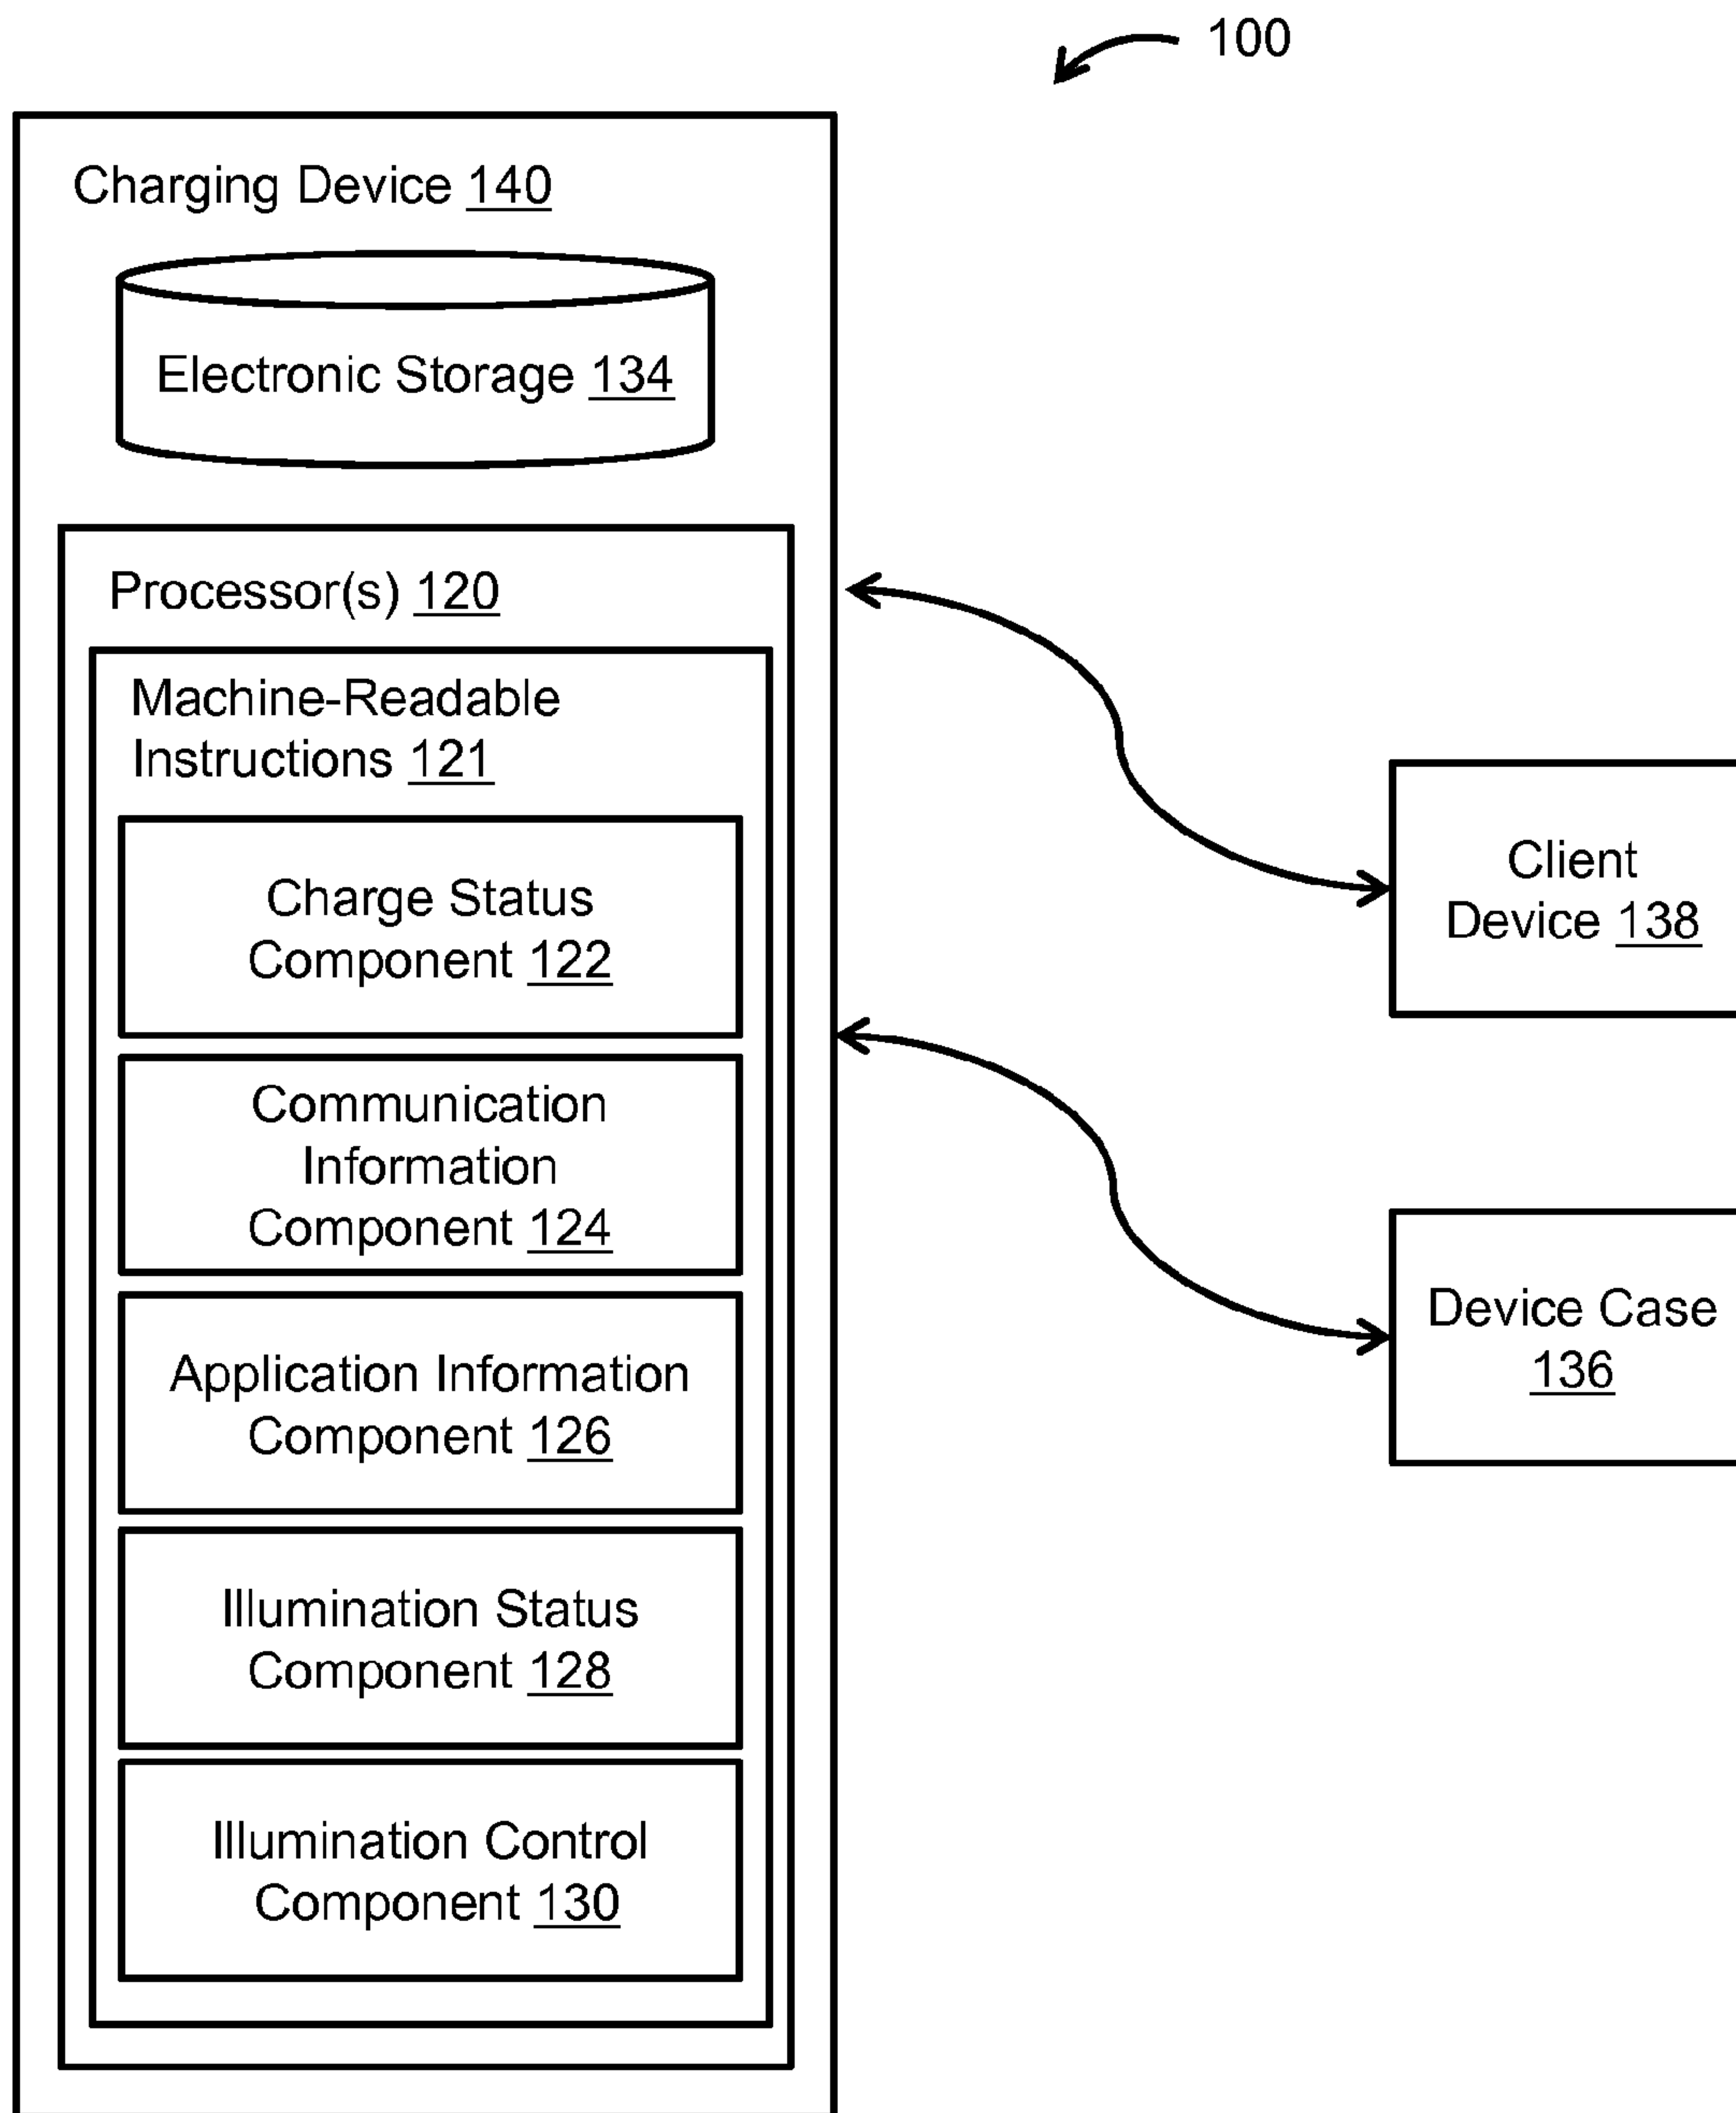 100
Charging Device 140
Electronic Storage 134
Processor(s) 120
Machine-Readable
Instructions 121
Charge Status
Component 122
Communication
Information
Component 124
Application Information
Component 126
Illumination Status
Component 128
Illumination Control
Component 130
Client
Device 138
Device Case
136